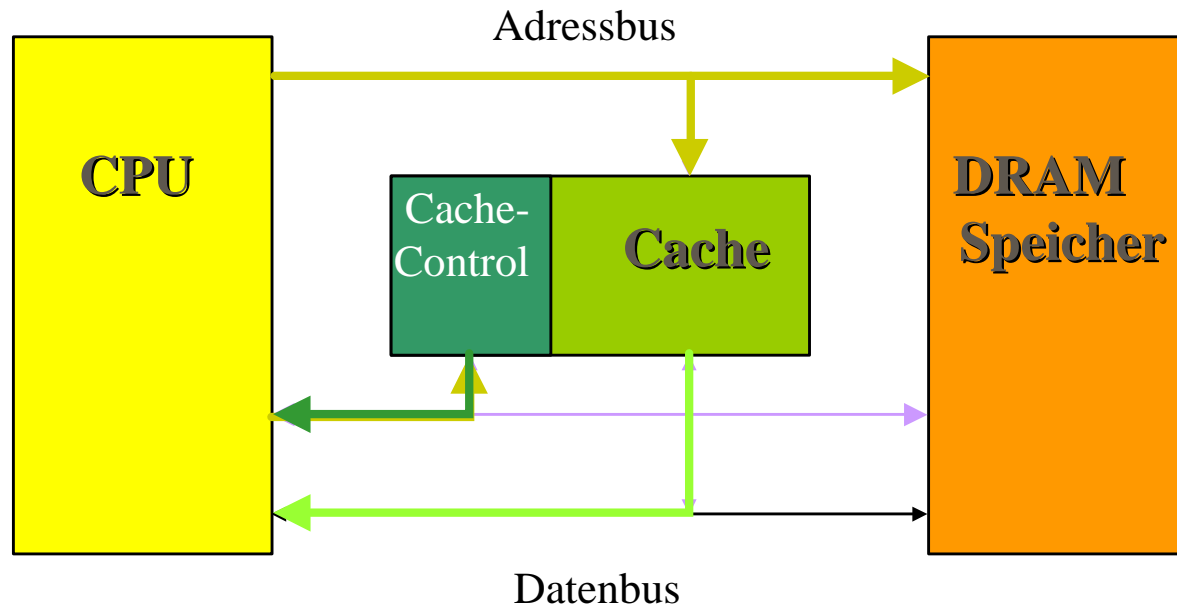 Adressbus
CPU
Cache-
Control
Cache
DRAM
Speicher
Datenbus